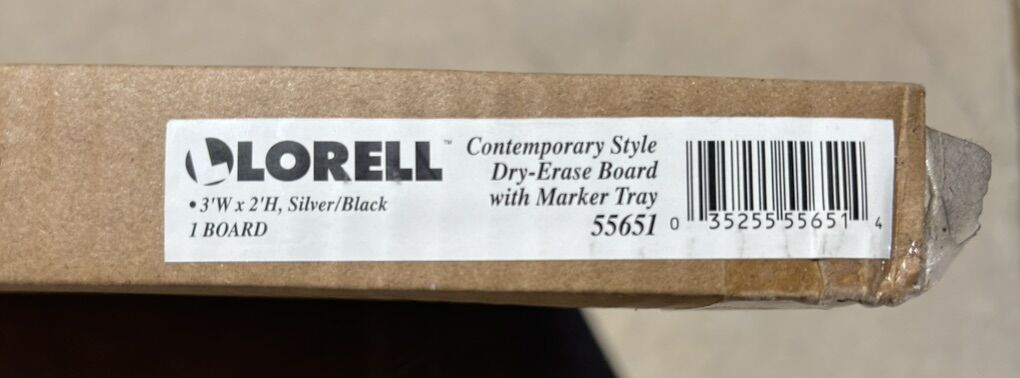 LORELL™
• 3'W x 2'H, Silver/Black
1 BOARD
Contemporary Style
Dry-Erase Board
with Marker Tray
55651
0 35255 55651 4